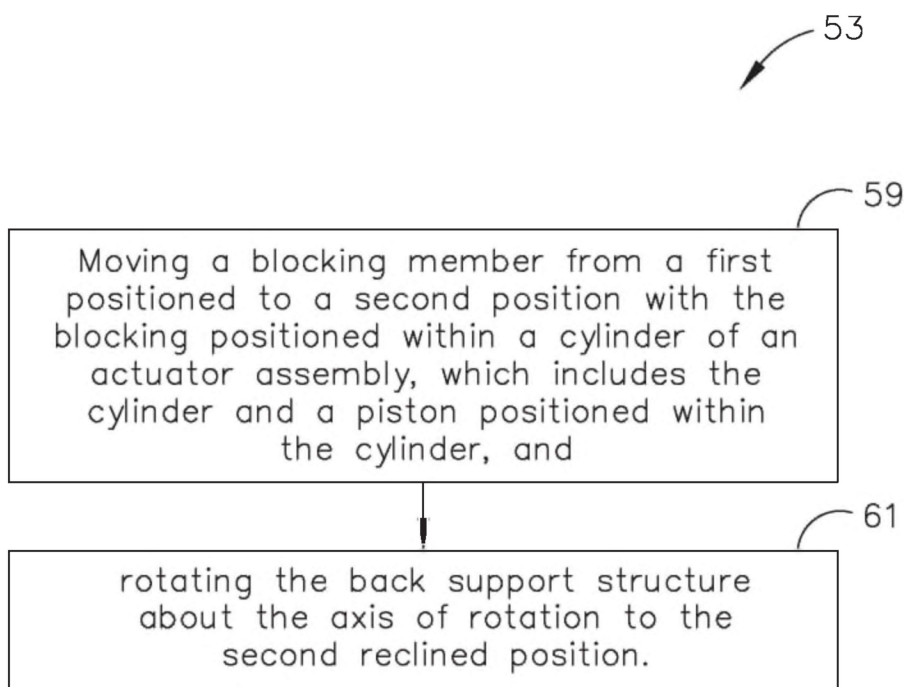 53
59
Moving a blocking member from a first
positioned to a second position with the
blocking positioned within a cylinder of an
actuator assembly, which includes the
cylinder and a piston positioned within
the cylinder, and
61
rotating the back support structure
about the axis of rotation to the
second reclined position.